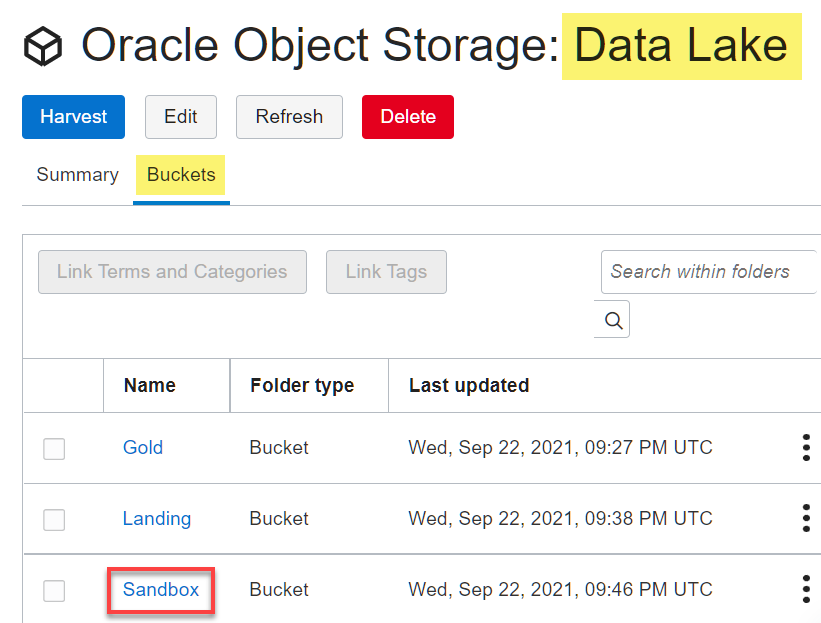 Oracle Object Storage: Data Lake
Harvest Edit Refresh Delete
Summary Buckets
Link Terms and Categories Link Tags Search within folders
Name Folder type Last updated
Gold Bucket Wed, Sep 22, 2021, 09:27 PM UTC
Landing Bucket Wed, Sep 22, 2021, 09:38 PM UTC
Sandbox Bucket Wed, Sep 22, 2021, 09:46 PM UTC